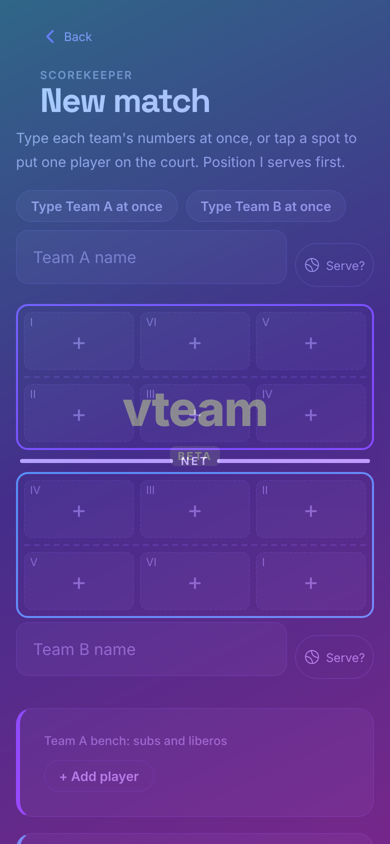 Back
SCOREKEEPER
New match
Type each team's numbers at once, or tap a spot to
put one player on the court. Position I serves first.
Type Team A at once Type Team B at once
Team A name Serve?
I VI V
+ + +
II III IV
+ + +
vteam
BETA
NET
IV III II
+ + +
V VI I
+ + +
Team B name Serve?
Team A bench: subs and liberos
+ Add player